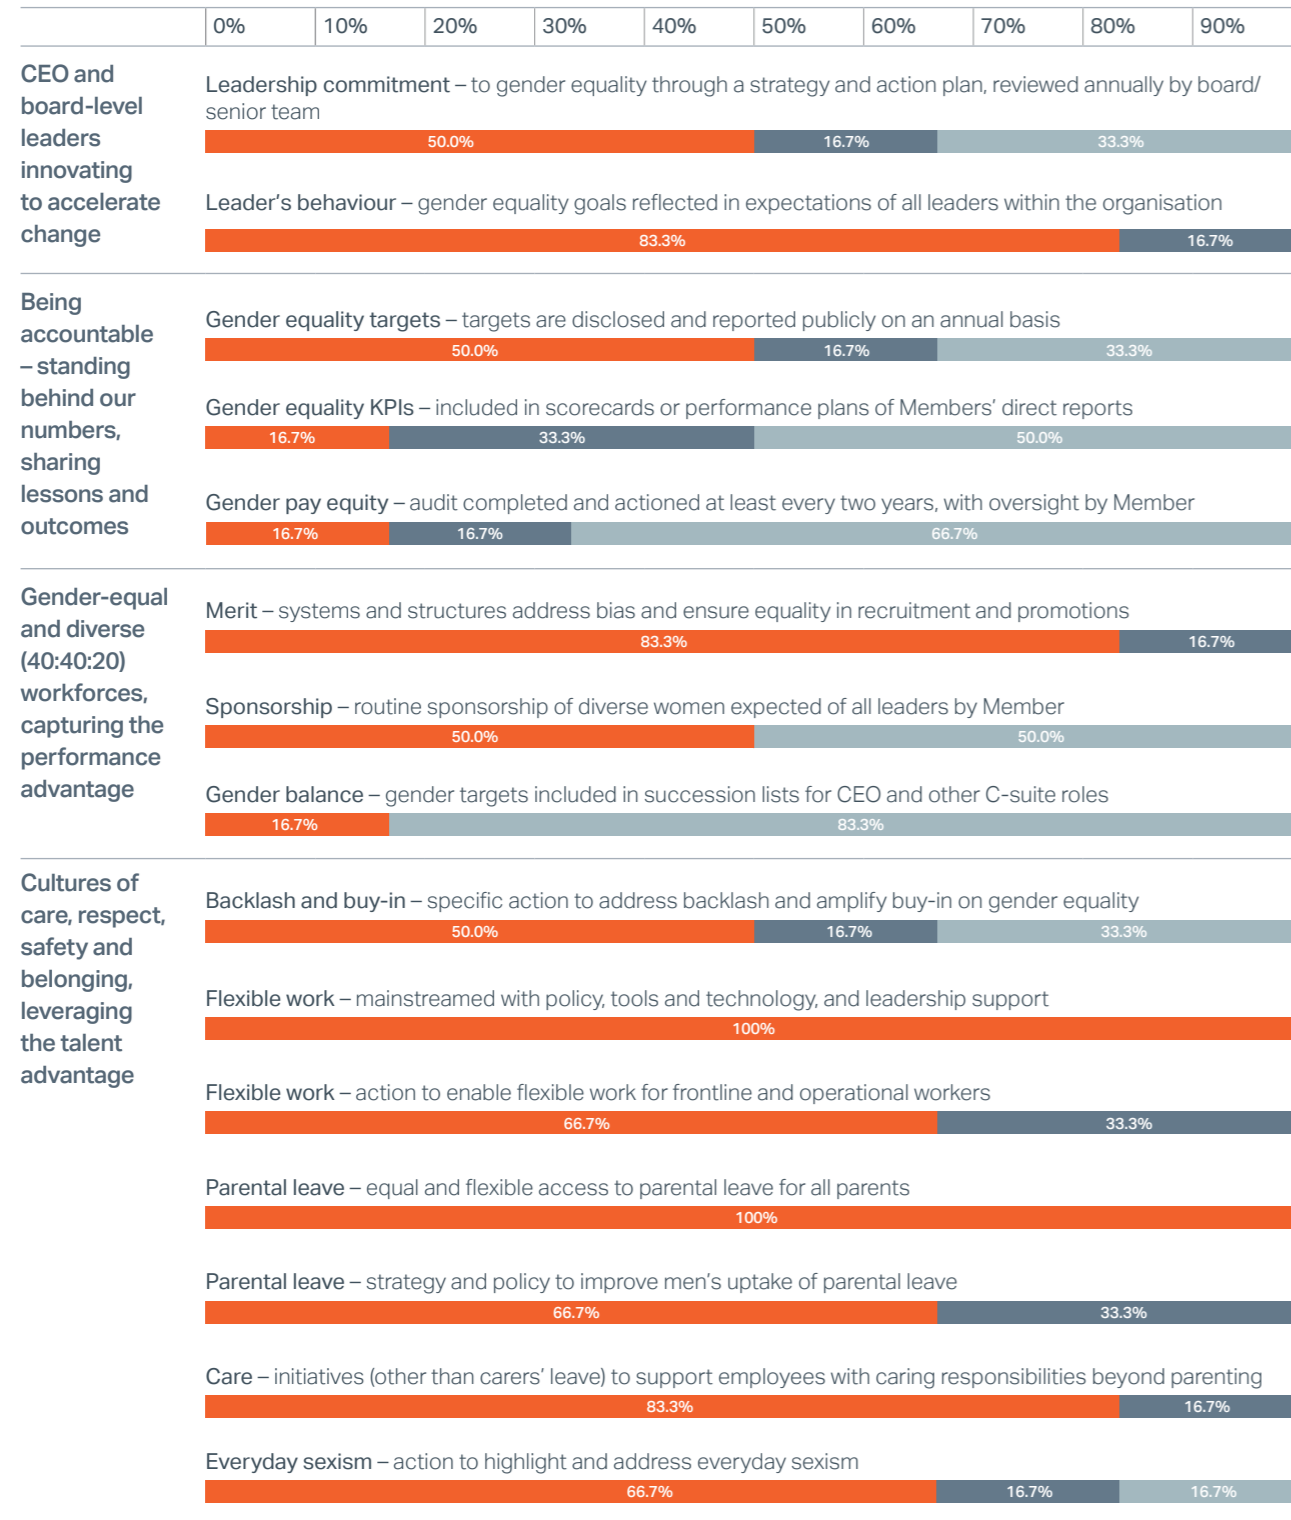 0% 10% 20% 30% 40% 50% 60% 70% 80% 90%
CEO and
board-level
leaders
innovating
to accelerate
change
Leadership commitment – to gender equality through a strategy and action plan, reviewed annually by board/
senior team
50.0% 16.7% 33.3%
Leader's behaviour – gender equality goals reflected in expectations of all leaders within the organisation
83.3% 16.7%
Being
accountable
– standing
behind our
numbers,
sharing
lessons and
outcomes
Gender equality targets – targets are disclosed and reported publicly on an annual basis
50.0% 16.7% 33.3%
Gender equality KPIs – included in scorecards or performance plans of Members' direct reports
16.7% 33.3% 50.0%
Gender pay equity – audit completed and actioned at least every two years, with oversight by Member
16.7% 16.7% 66.7%
Gender-equal
and diverse
(40:40:20)
workforces,
capturing the
performance
advantage
Merit – systems and structures address bias and ensure equality in recruitment and promotions
83.3% 16.7%
Sponsorship – routine sponsorship of diverse women expected of all leaders by Member
50.0% 50.0%
Gender balance – gender targets included in succession lists for CEO and other C-suite roles
16.7% 83.3%
Cultures of
care, respect,
safety and
belonging,
leveraging
the talent
advantage
Backlash and buy-in – specific action to address backlash and amplify buy-in on gender equality
50.0% 16.7% 33.3%
Flexible work – mainstreamed with policy, tools and technology, and leadership support
100%
Flexible work – action to enable flexible work for frontline and operational workers
66.7% 33.3%
Parental leave – equal and flexible access to parental leave for all parents
100%
Parental leave – strategy and policy to improve men's uptake of parental leave
66.7% 33.3%
Care – initiatives (other than carers' leave) to support employees with caring responsibilities beyond parenting
83.3% 16.7%
Everyday sexism – action to highlight and address everyday sexism
66.7% 16.7% 16.7%